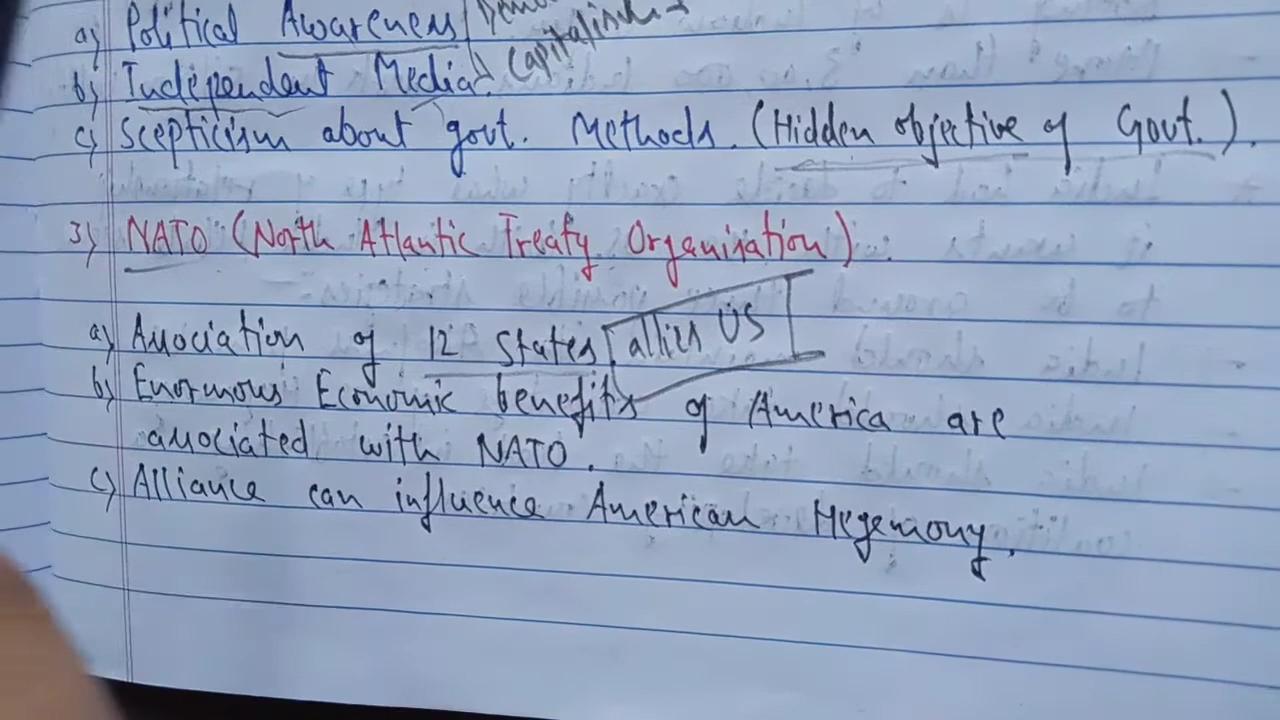 a) Political Awareness
b) Independent Media. Capitalism
c) Scepticism about govt. Methods. (Hidden objective of Govt.).
3) NATO (North Atlantic Treaty Organisation).
a) Association of 12 States allies US
b) Enormous Economic benefits of America are
associated with NATO.
c) Alliance can influence American Hegemony.